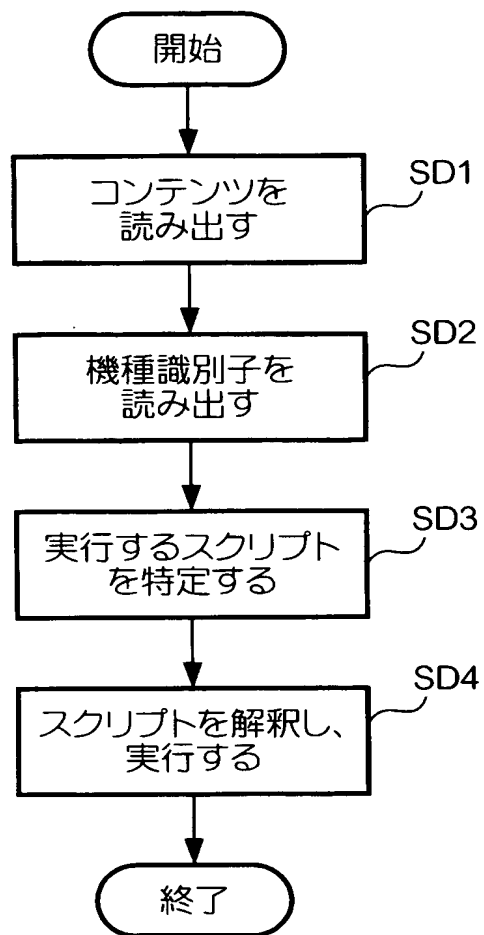 開始
コンテンツを
読み出す
SD1
機種識別子を
読み出す
SD2
実行するスクリプト
を特定する
SD3
スクリプトを解釈し、
実行する
SD4
終了